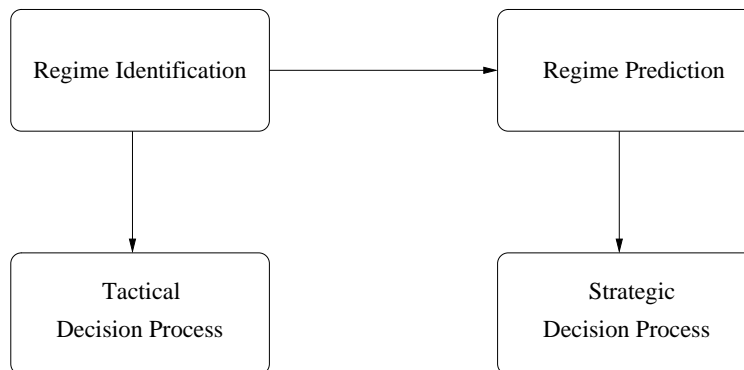 Regime Identification
Regime Prediction
Tactical
Decision Process
Strategic
Decision Process